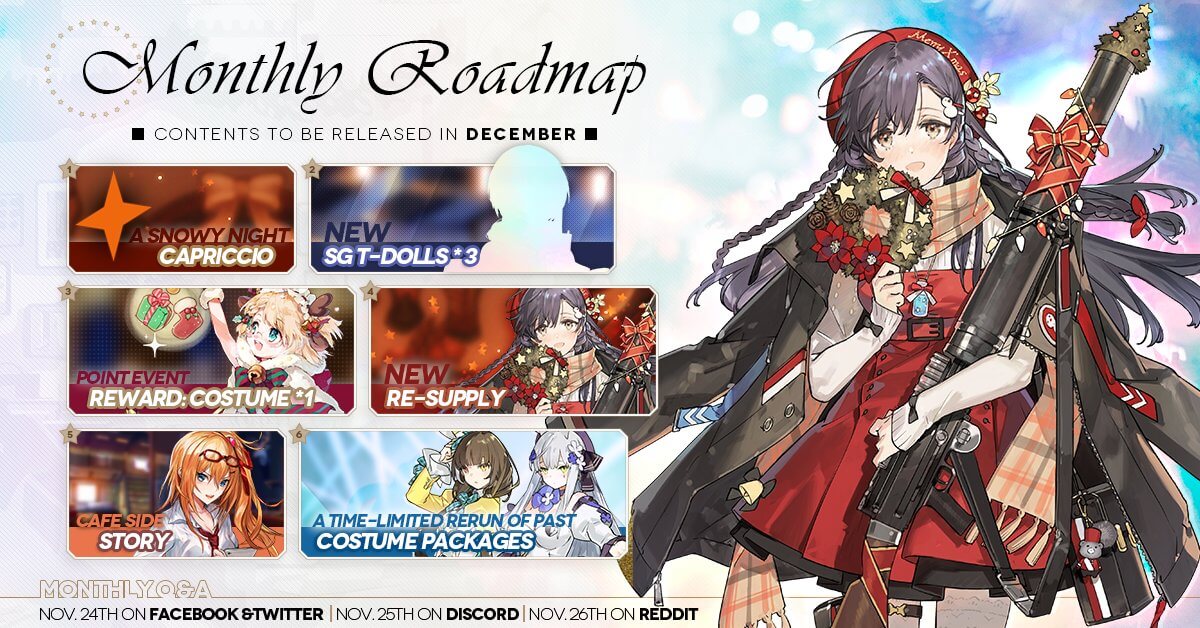 Monthly Roadmap
CONTENTS TO BE RELEASED IN DECEMBER
1
A SNOWY NIGHT
CAPRICCIO
2
NEW
SG T-DOLLS *3
3
POINT EVENT
REWARD: COSTUME *1
4
NEW
RE-SUPPLY
5
CAFE SIDE
STORY
6
A TIME-LIMITED RERUN OF PAST
COSTUME PACKAGES
MONTHLY Q&A
NOV. 24TH ON FACEBOOK &TWITTER | NOV. 25TH ON DISCORD | NOV. 26TH ON REDDIT
Merry X'mas